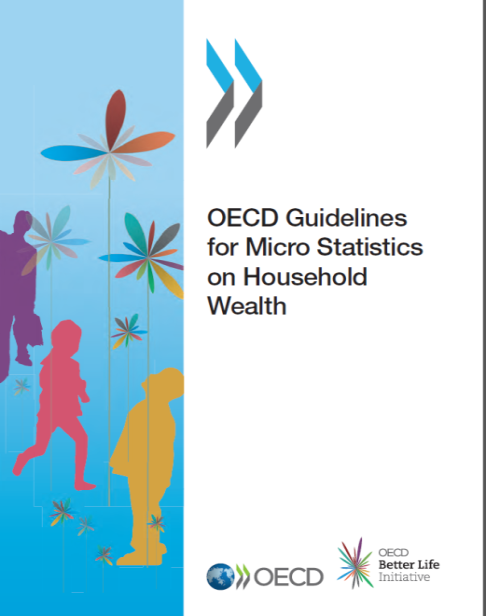 OECD Guidelines
for Micro Statistics
on Household
Wealth
OECD
OECD
Better Life
Initiative